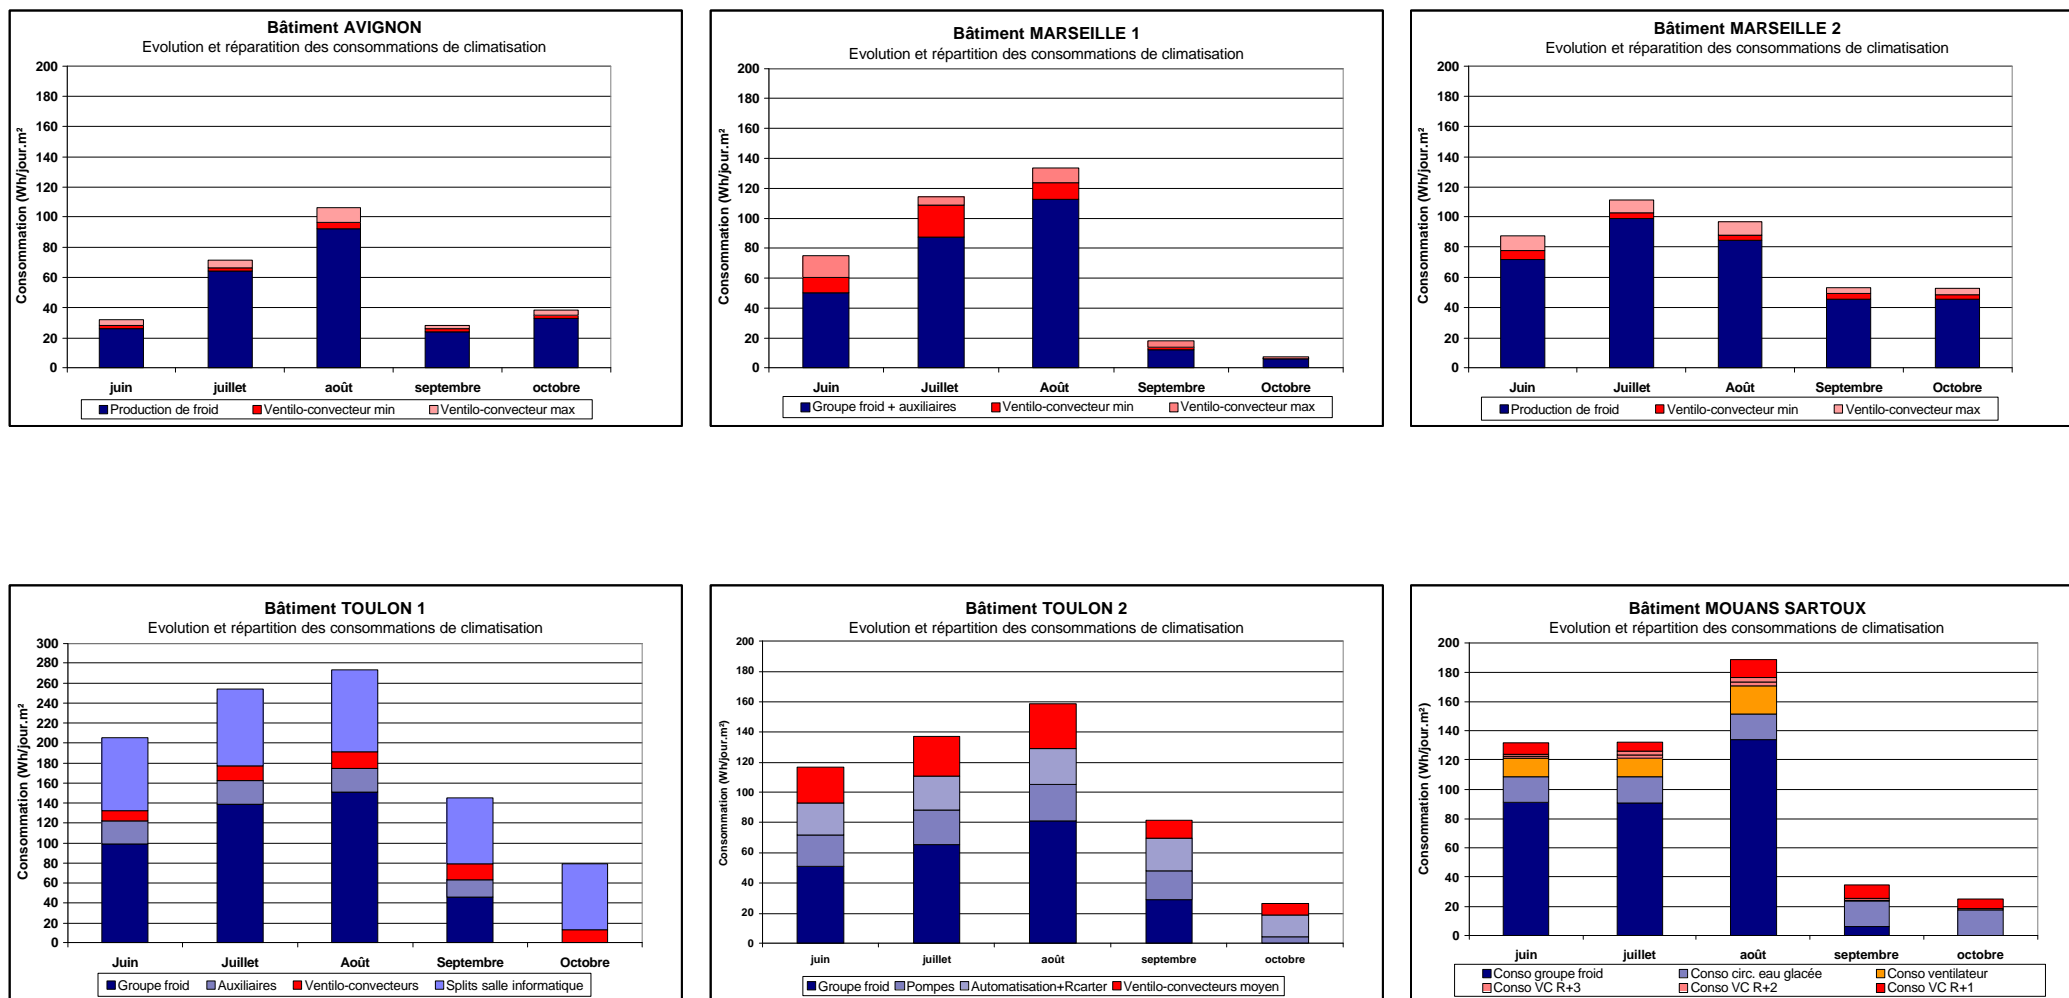 Bâtiment AVIGNON
Evolution et réparatition des consommations de climatisation
Consommation (Wh/jour.m²)
200
180
160
140
120
100
80
60
40
20
0
juin juillet août septembre octobre
Production de froid Ventilo-convecteur min Ventilo-convecteur max
Bâtiment MARSEILLE 1
Evolution et répartition des consommations de climatisation
Consommation (Wh/jour.m²
200
180
160
140
120
100
80
60
40
20
0
Juin Juillet Août Septembre Octobre
Groupe froid + auxiliaires Ventilo-convecteur min Ventilo-convecteur max
Bâtiment MARSEILLE 2
Evolution et réparatition des consommations de climatisation
Consommation (Wh/jour.m²
200
180
160
140
120
100
80
60
40
20
0
Juin Juillet Août Septembre Octobre
Production de froid Ventilo-convecteur min Ventilo-convecteur max
Bâtiment TOULON 1
Evolution et répartition des consommations de climatisation
Consommation (Wh/jour.m²)
300
280
260
240
220
200
180
160
140
120
100
80
60
40
20
0
Juin Juillet Août Septembre Octobre
Groupe froid Auxiliaires Ventilo-convecteurs Splits salle informatique
Bâtiment TOULON 2
Evolution et répartition des consommations de climatisation
Consommation (Wh/jour.m²)
200
180
160
140
120
100
80
60
40
20
0
juin juillet août septembre octobre
Groupe froid Pompes Automatisation+Rcarter Ventilo-convecteurs moyen
Bâtiment MOUANS SARTOUX
Evolution et répartition des consommations de climatisation
Consommation (Wh/jour.m²)
200
180
160
140
120
100
80
60
40
20
0
juin juillet août septembre octobre
Conso groupe froid Conso circ. eau glacée Conso ventilateur
Conso VC R+3 Conso VC R+2 Conso VC R+1